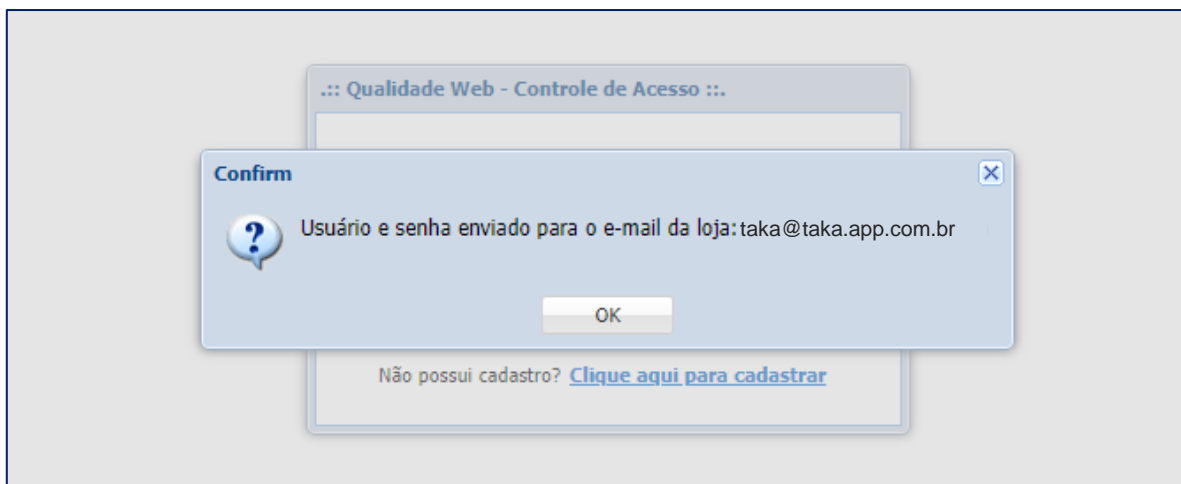 .:: Qualidade Web - Controle de Acesso ::.
Confirm
Usuário e senha enviado para o e-mail da loja: taka@taka.app.com.br
OK
Não possui cadastro? Clique aqui para cadastrar